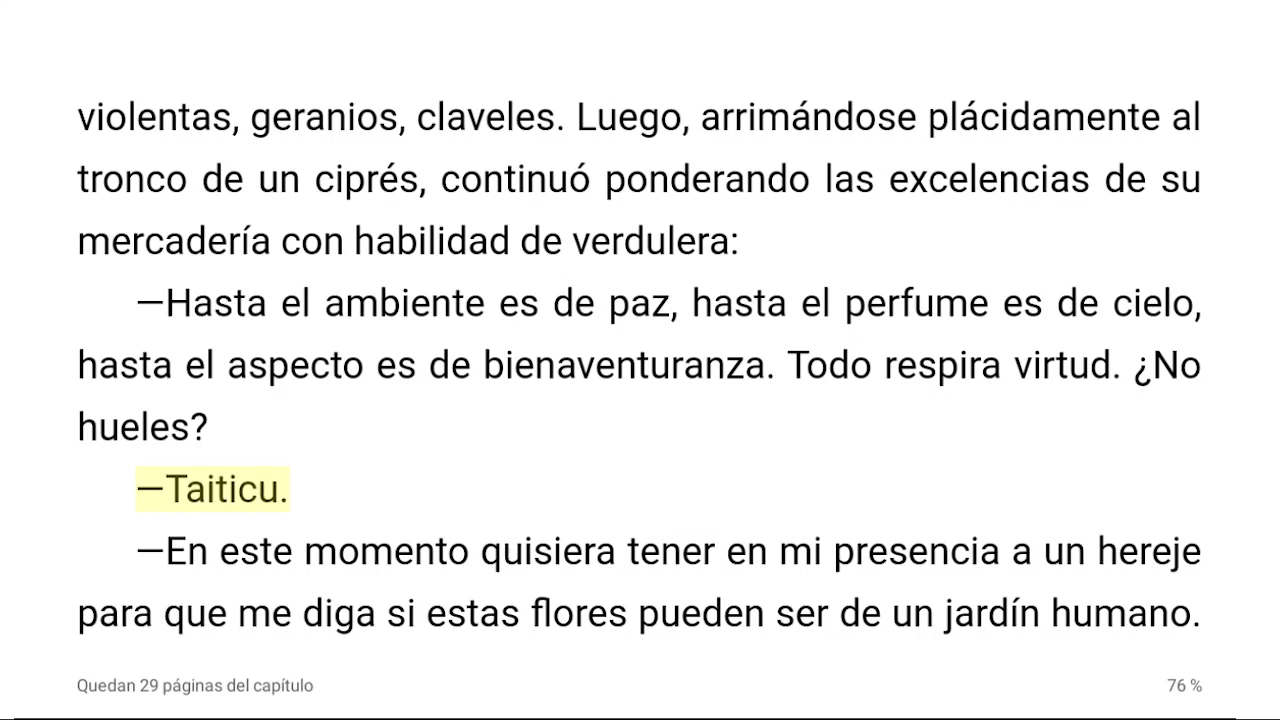 violentas, geranios, claveles. Luego, arrimándose plácidamente al
tronco de un ciprés, continuó ponderando las excelencias de su
mercadería con habilidad de verdulera:
—Hasta el ambiente es de paz, hasta el perfume es de cielo,
hasta el aspecto es de bienaventuranza. Todo respira virtud. ¿No
hueles?
—Taiticu.
—En este momento quisiera tener en mi presencia a un hereje
para que me diga si estas flores pueden ser de un jardín humano.
Quedan 29 páginas del capítulo
76 %